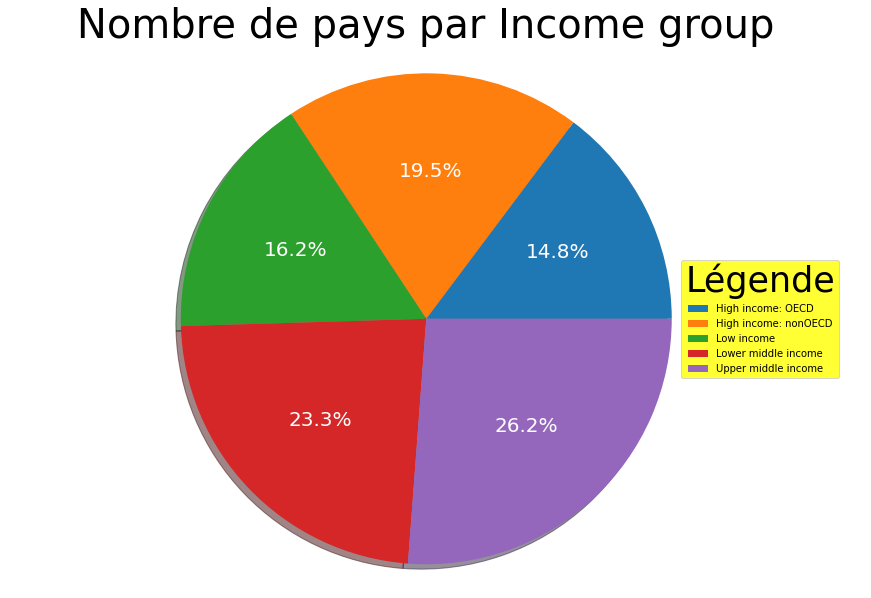 Nombre de pays par Income group
19.5%
16.2%
14.8%
23.3%
26.2%
Légende
High income: OECD
High income: nonOECD
Low income
Lower middle income
Upper middle income